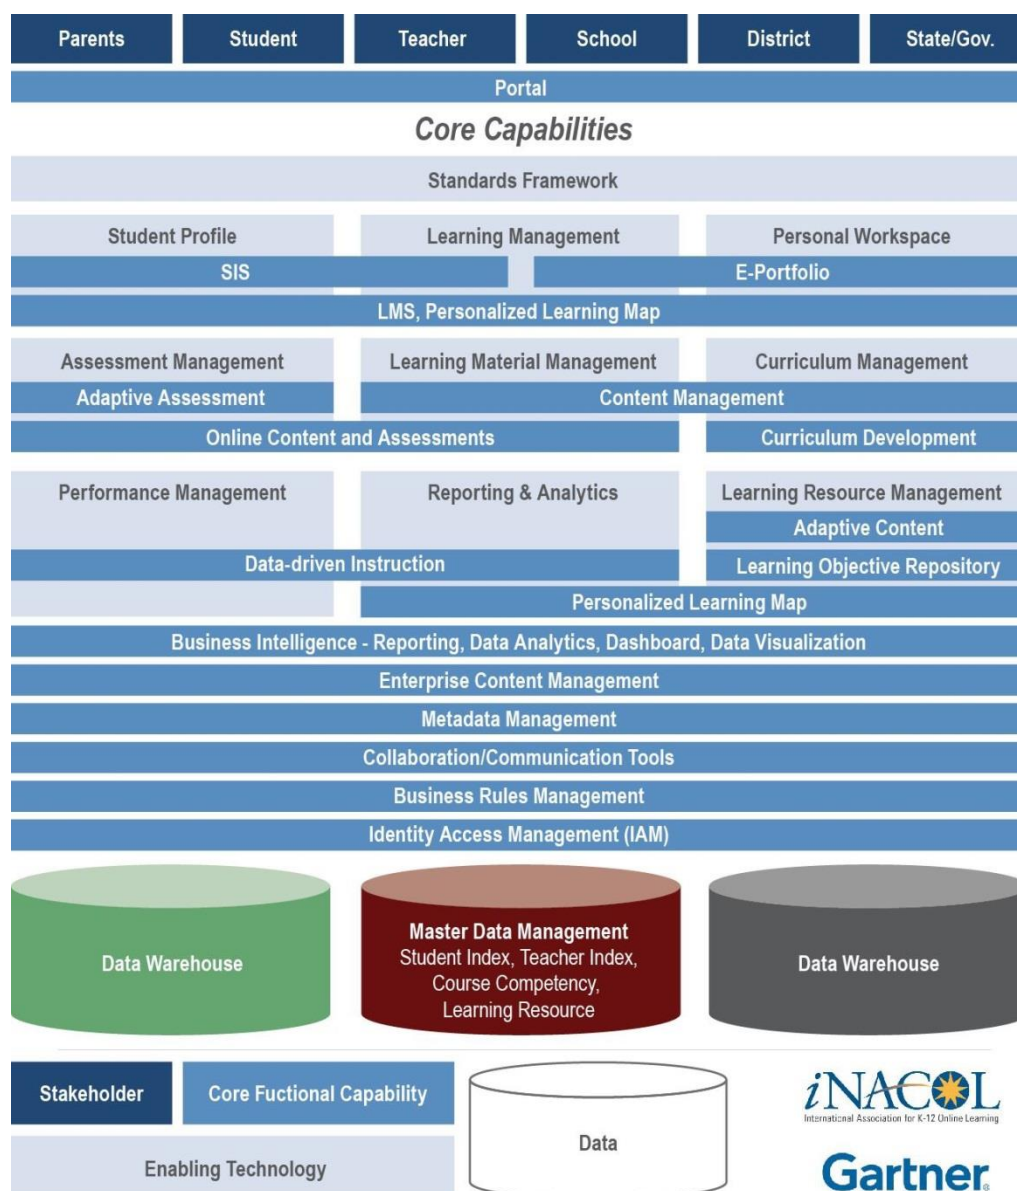 Parents
Student
Teacher
School
District
State/Gov.
Portal
Core Capabilities
Standards Framework
Student Profile
Learning Management
Personal Workspace
SIS
E-Portfolio
LMS, Personalized Learning Map
Assessment Management
Learning Material Management
Curriculum Management
Adaptive Assessment
Content Management
Online Content and Assessments
Curriculum Development
Performance Management
Reporting & Analytics
Learning Resource Management
Adaptive Content
Data-driven Instruction
Learning Objective Repository
Personalized Learning Map
Business Intelligence - Reporting, Data Analytics, Dashboard, Data Visualization
Enterprise Content Management
Metadata Management
Collaboration/Communication Tools
Business Rules Management
Identity Access Management (IAM)
Data Warehouse
Master Data Management
Student Index, Teacher Index,
Course Competency,
Learning Resource
Data Warehouse
Stakeholder
Core Fuctional Capability
Enabling Technology
Data
iNACOL
International Association for K-12 Online Learning
Gartner®